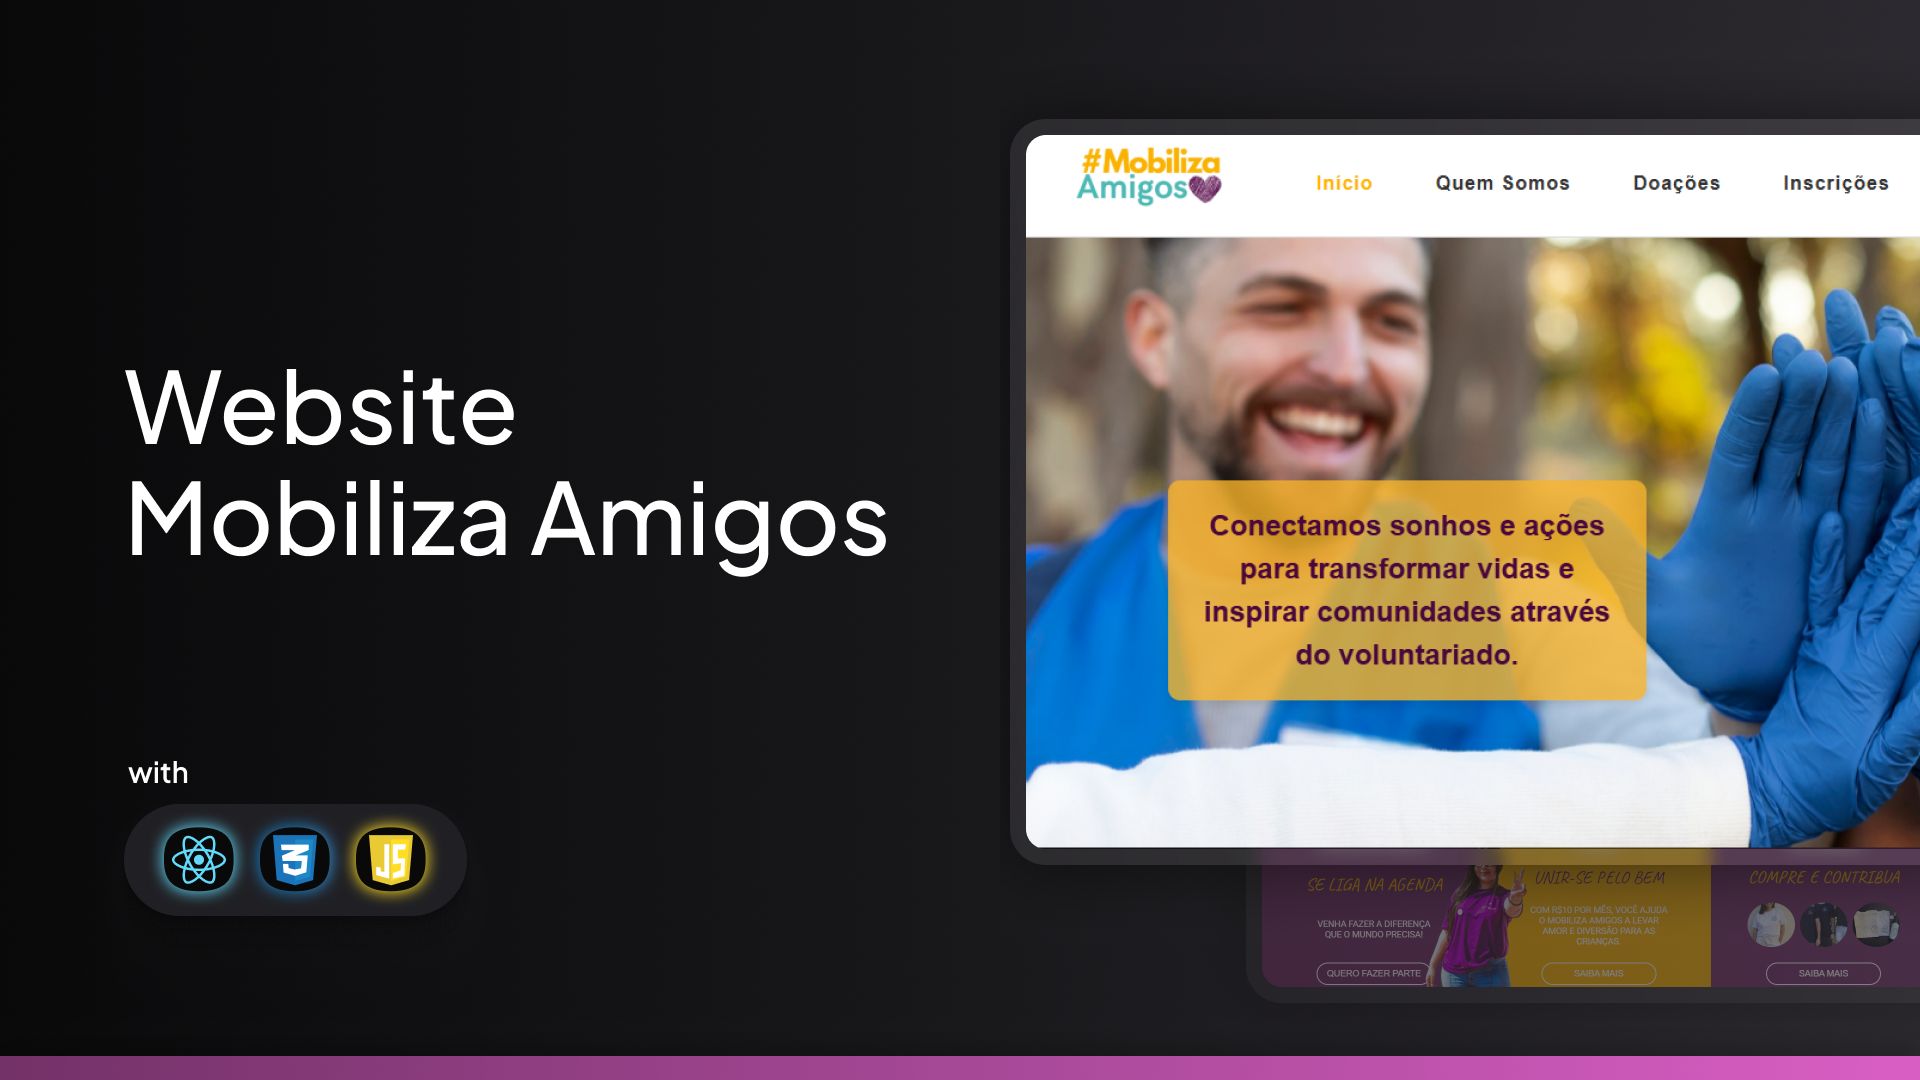 Website
Mobiliza Amigos
with
JS
#Mobiliza
Amigos
Início
Quem Somos
Doações
Inscrições
Conectamos sonhos e ações
para transformar vidas e
inspirar comunidades através
do voluntariado.
SE LIGA NA AGENDA
VENHA FAZER A DIFERENÇA
QUE O MUNDO PRECISA!
QUERO FAZER PARTE
UNIR-SE PELO BEM
COM R$10 POR MÊS, VOCÊ AJUDA
O MOBILIZA AMIGOS A LEVAR
AMOR E DIVERSÃO PARA AS
CRIANÇAS.
SAIBA MAIS
COMPRE E CONTRIBUA
SAIBA MAIS